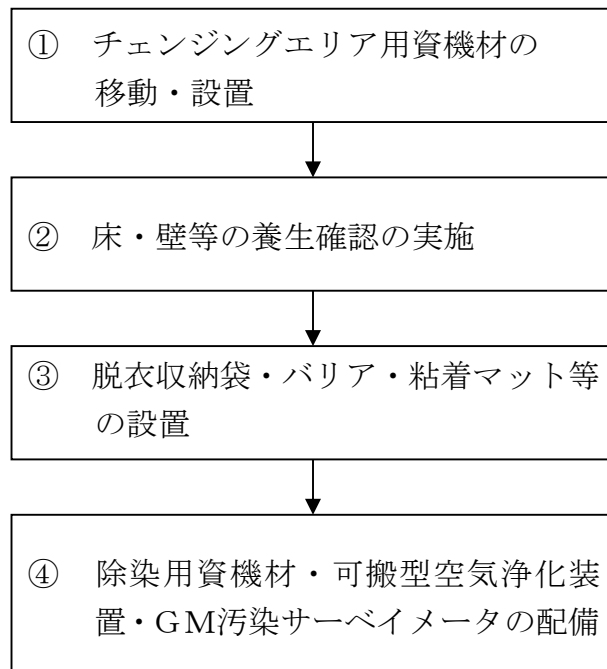 ① チェンジングエリア用資機材の
移動・設置
② 床・壁等の養生確認の実施
③ 脱衣収納袋・バリア・粘着マット等
の設置
④ 除染用資機材・可搬型空気浄化装
置・ＧＭ汚染サーベイメータの配備